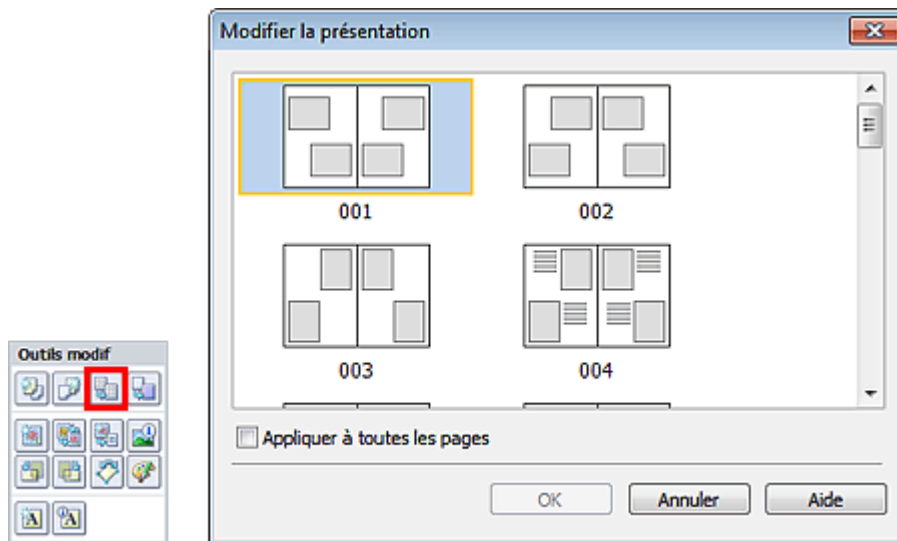 Modifier la présentation
001
002
003
004
Outils modif
Appliquer à toutes les pages
OK
Annuler
Aide